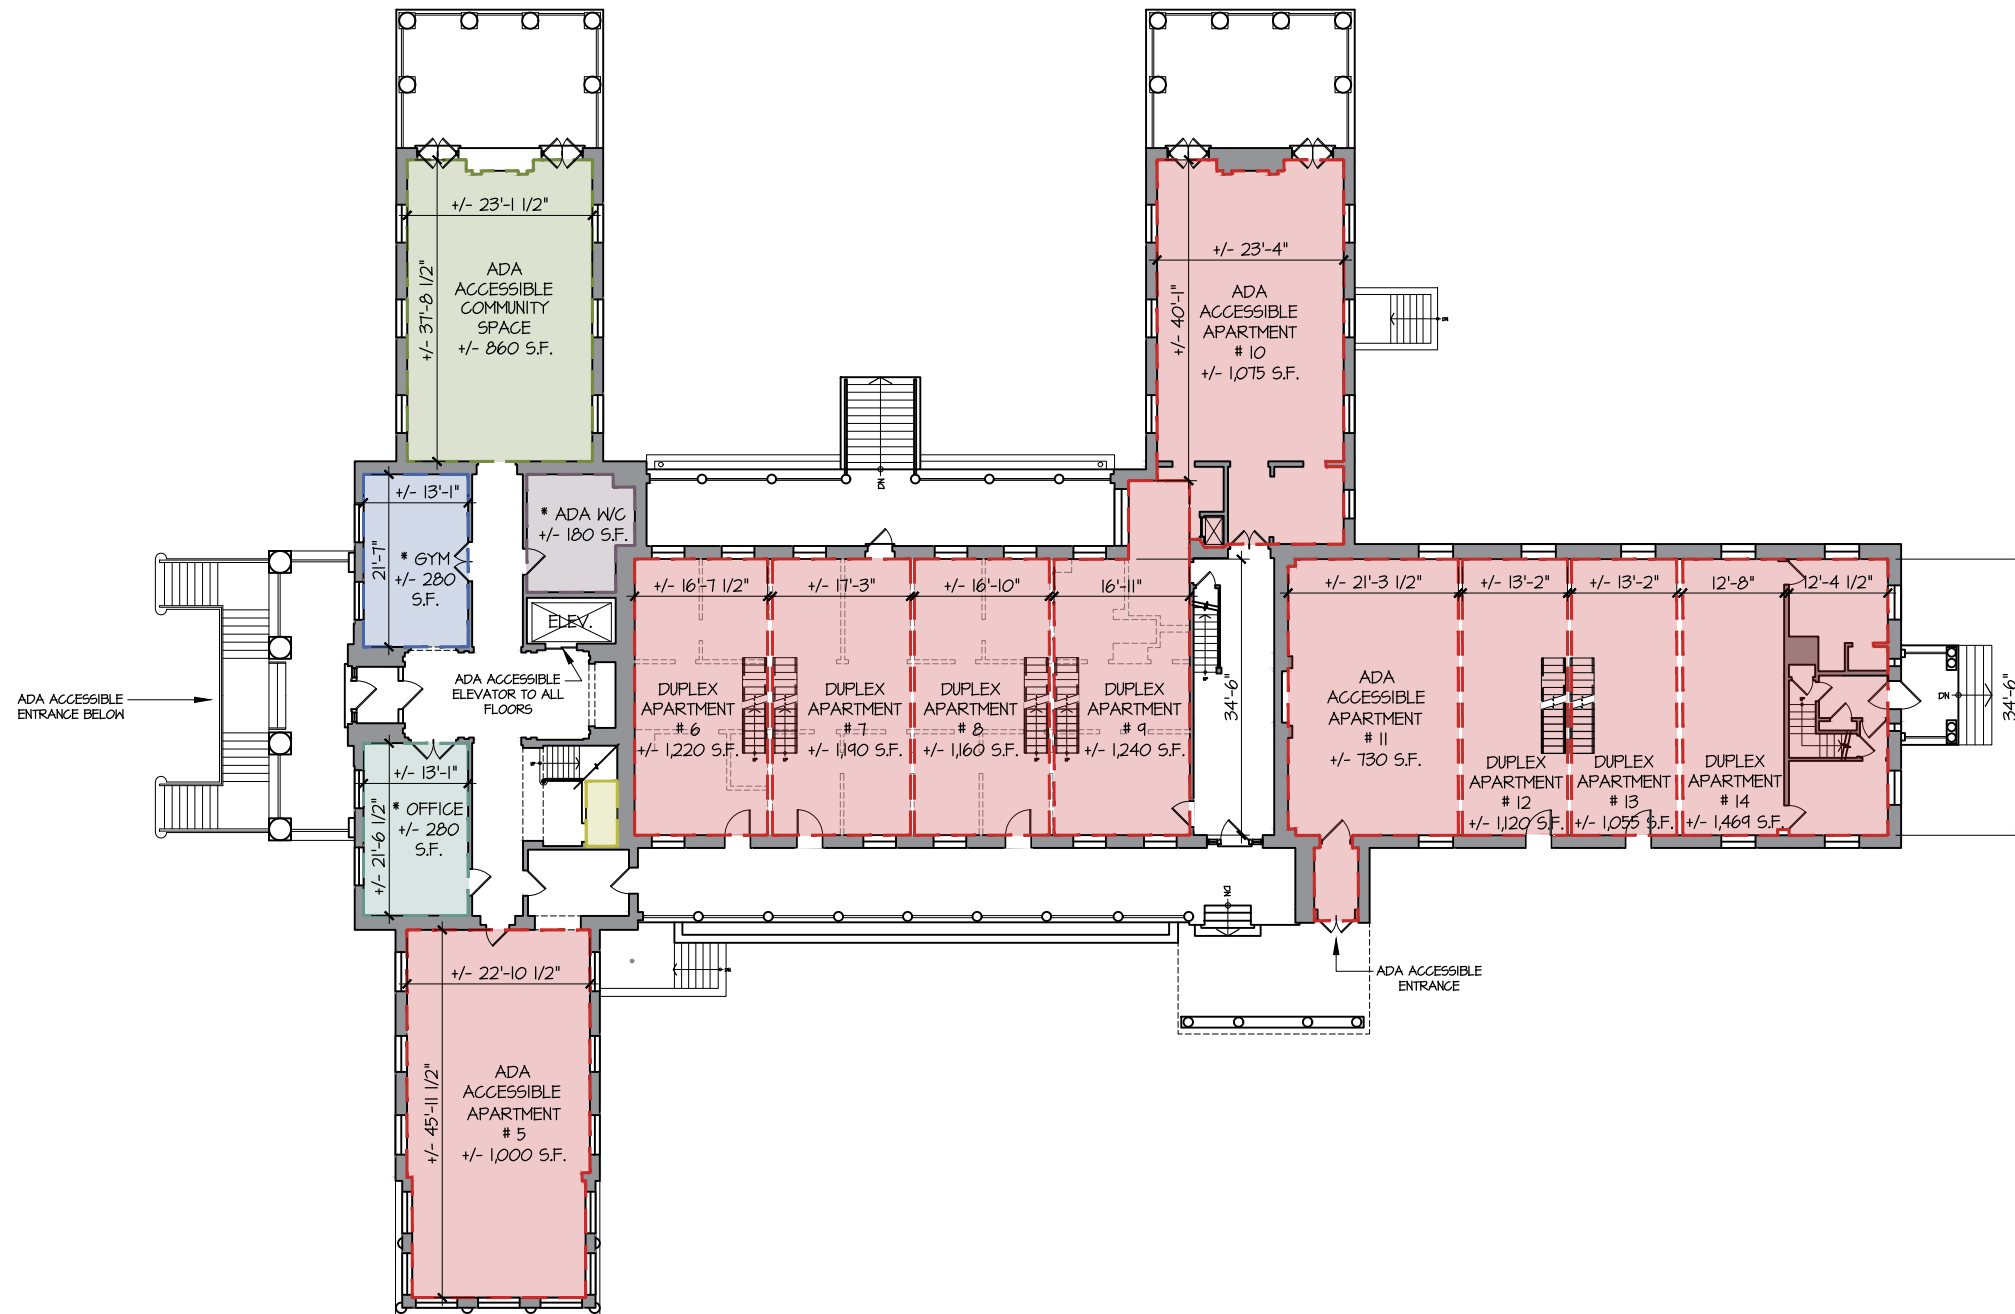 +/- 23'-1 1/2"
+/- 37'-8 1/2"
ADA
ACCESSIBLE
COMMUNITY
SPACE
+/- 860 S.F.
+/- 23'-4"
+/- 40'-1"
ADA
ACCESSIBLE
APARTMENT
# 10
+/- 1,075 S.F.
DN
DN
+/- 13'-1"
21'-7"
* GYM
+/- 280
S.F.
* ADA W/C
+/- 180 S.F.
ELEV.
ADA ACCESSIBLE
ELEVATOR TO ALL
FLOORS
ADA ACCESSIBLE
ENTRANCE BELOW
+/- 16'-7 1/2"
+/- 17'-3"
+/- 16'-10"
16'-11"
DUPLEX
APARTMENT
# 6
+/- 1,220 S.F.
DUPLEX
APARTMENT
# 7
+/- 1,190 S.F.
DUPLEX
APARTMENT
# 8
+/- 1,160 S.F.
DUPLEX
APARTMENT
# 9
+/- 1,240 S.F.
34'-6"
+/- 21'-3 1/2"
+/- 13'-2"
+/- 13'-2"
12'-8"
12'-4 1/2"
ADA
ACCESSIBLE
APARTMENT
# 11
+/- 730 S.F.
DUPLEX
APARTMENT
# 12
+/- 1,120 S.F.
DUPLEX
APARTMENT
# 13
+/- 1,055 S.F.
DUPLEX
APARTMENT
# 14
+/- 1,469 S.F.
DN
34'-6"
+/- 13'-1"
+/- 21'-6 1/2"
* OFFICE
+/- 280
S.F.
DN
ADA ACCESSIBLE
ENTRANCE
+/- 22'-10 1/2"
+/- 45'-11 1/2"
ADA
ACCESSIBLE
APARTMENT
# 5
+/- 1,000 S.F.
DN